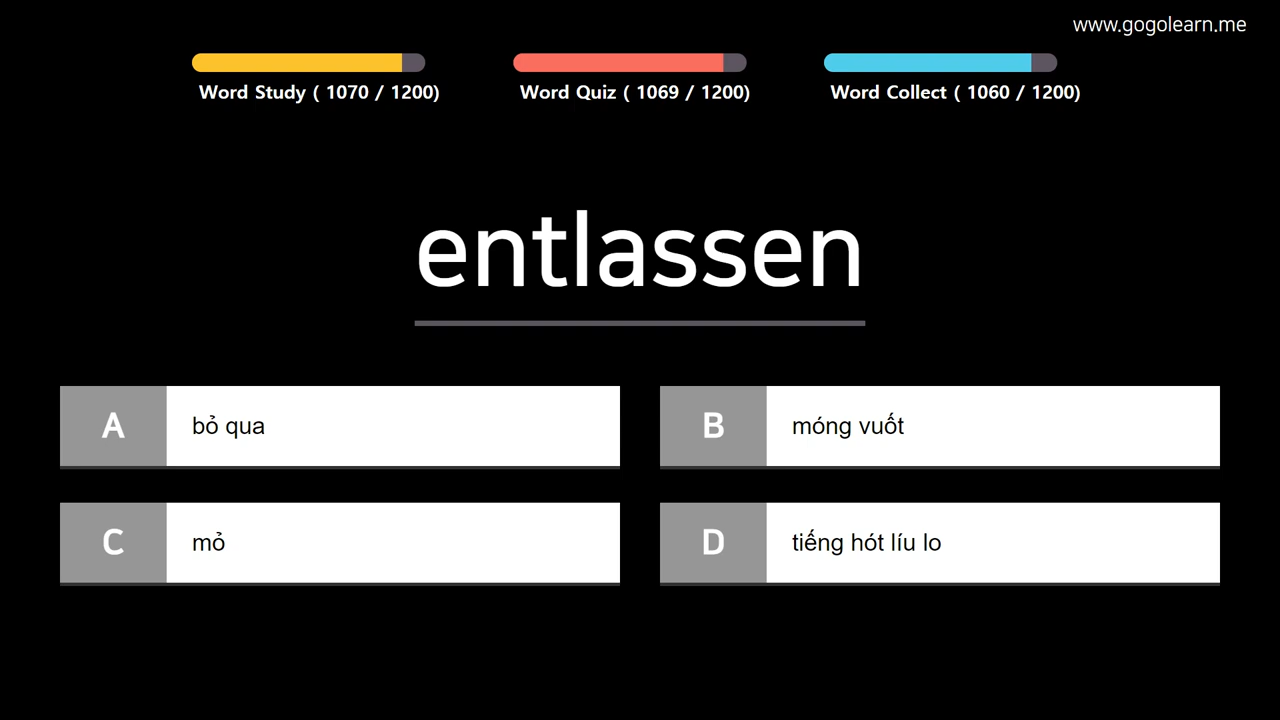 www.gogolearn.me
Word Study ( 1070 / 1200)
Word Quiz ( 1069 / 1200)
Word Collect ( 1060 / 1200)
entlassen
A bỏ qua
B móng vuốt
C mỏ
D tiếng hót líu lo